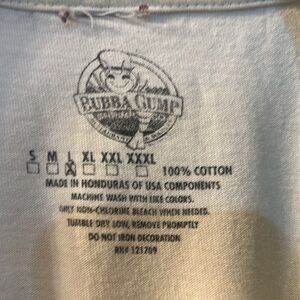 BUBBA GUMP
S M L XL XXL XXXL
100% COTTON
MADE IN HONDURAS OF USA COMPONENTS
MACHINE WASH WITH LIKE COLORS.
ONLY NON-CHLORINE BLEACH WHEN NEEDED.
TUMBLE DRY LOW, REMOVE PROMPTLY
DO NOT IRON DECORATION
RN# 121709